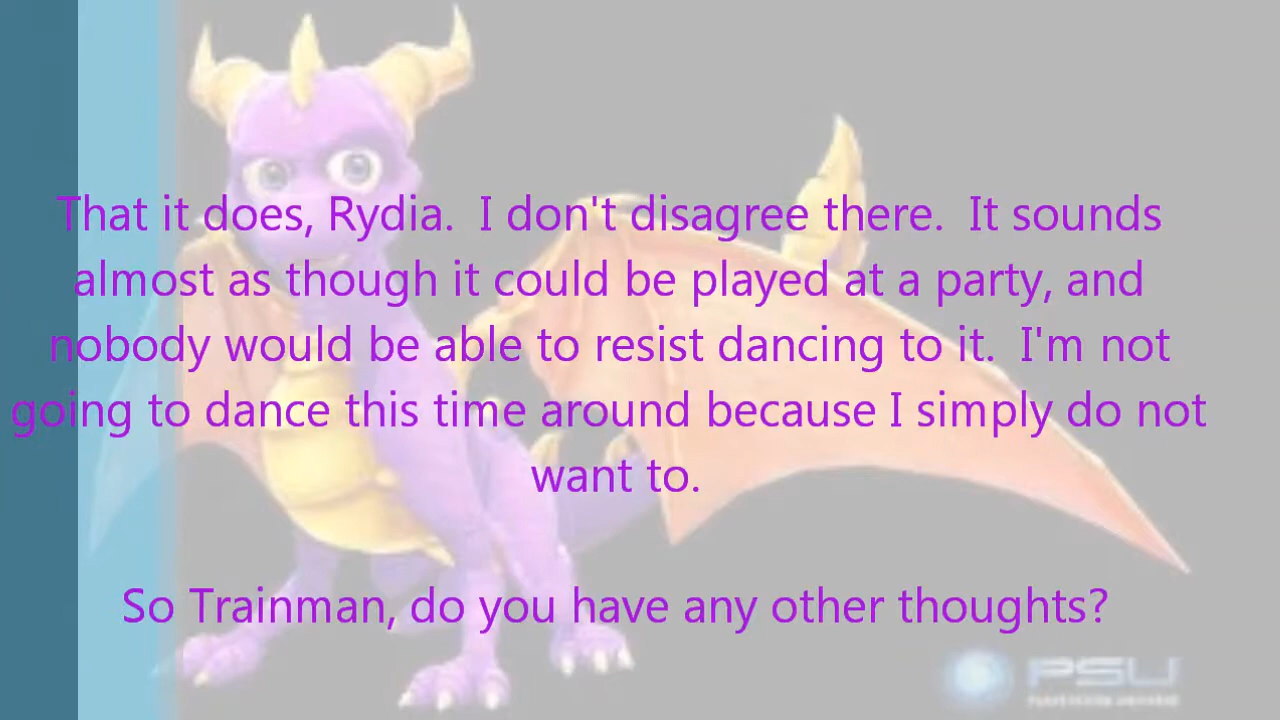 That it does, Rydia.  I don't disagree there.  It sounds
almost as though it could be played at a party, and
nobody would be able to resist dancing to it.  I'm not
going to dance this time around because I simply do not
want to.
So Trainman, do you have any other thoughts?
PSU